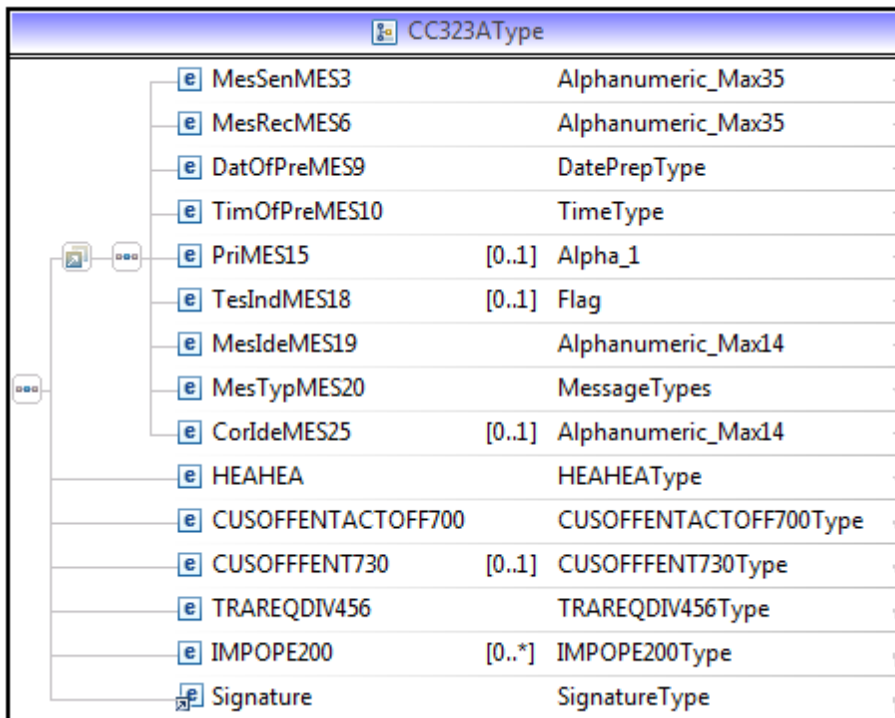 CC323AType
MesSenMES3 Alphanumeric_Max35
MesRecMES6 Alphanumeric_Max35
DatOfPreMES9 DatePrepType
TimOfPreMES10 TimeType
PriMES15 [0..1] Alpha_1
TesIndMES18 [0..1] Flag
MesIdeMES19 Alphanumeric_Max14
MesTypMES20 MessageTypes
CorIdeMES25 [0..1] Alphanumeric_Max14
HEAHEA HEAHEAType
CUSOFFENTACTOFF700 CUSOFFENTACTOFF700Type
CUSOFFFENT730 [0..1] CUSOFFFENT730Type
TRAREQDIV456 TRAREQDIV456Type
IMPOPE200 [0..*] IMPOPE200Type
Signature SignatureType